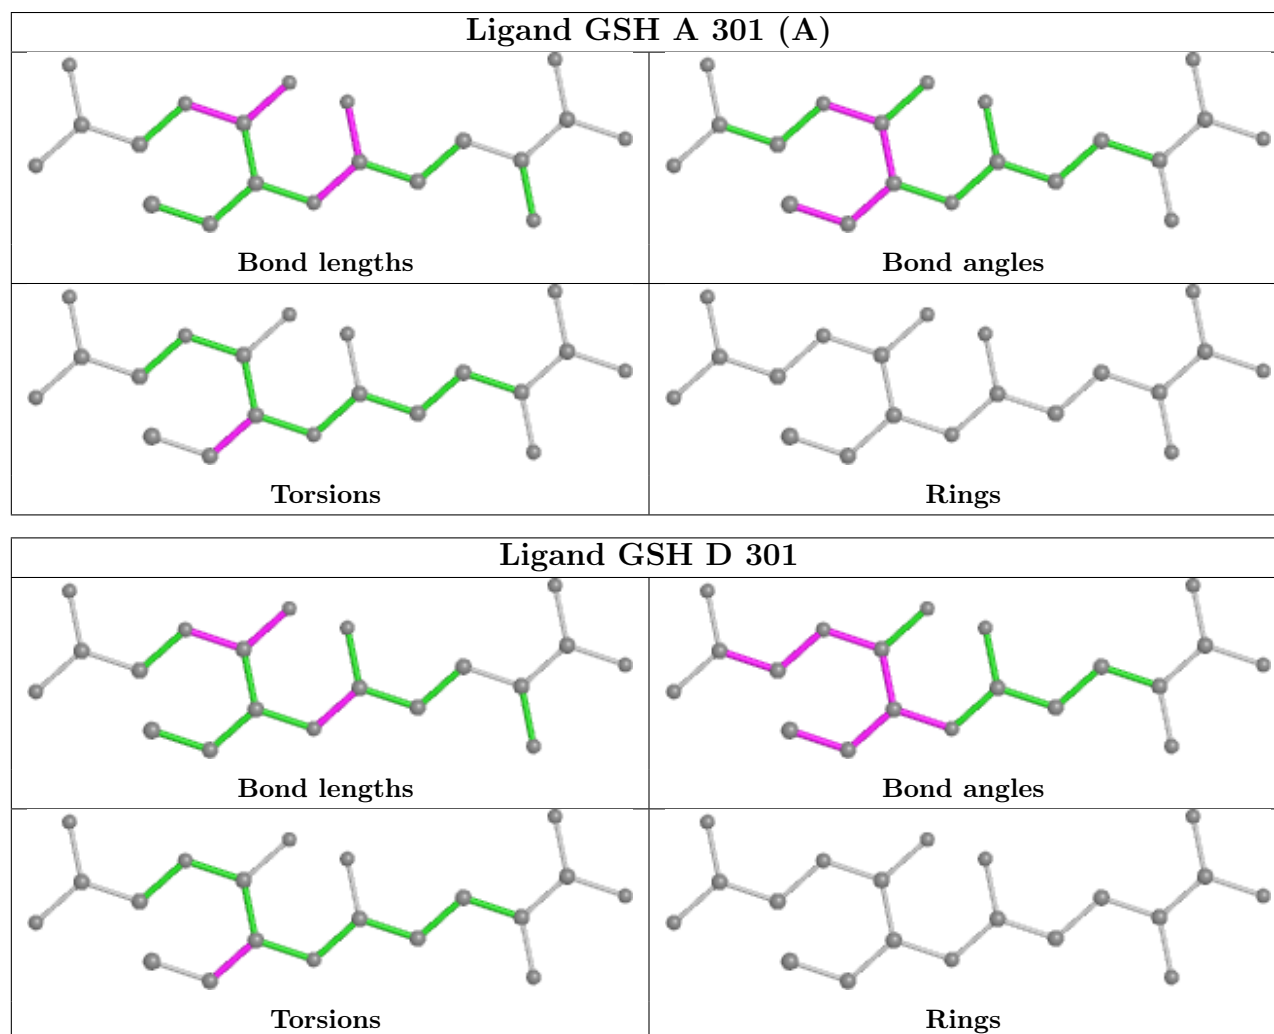 Ligand GSH A 301 (A)
Bond lengths
Bond angles
Torsions
Rings
Ligand GSH D 301
Bond lengths
Bond angles
Torsions
Rings